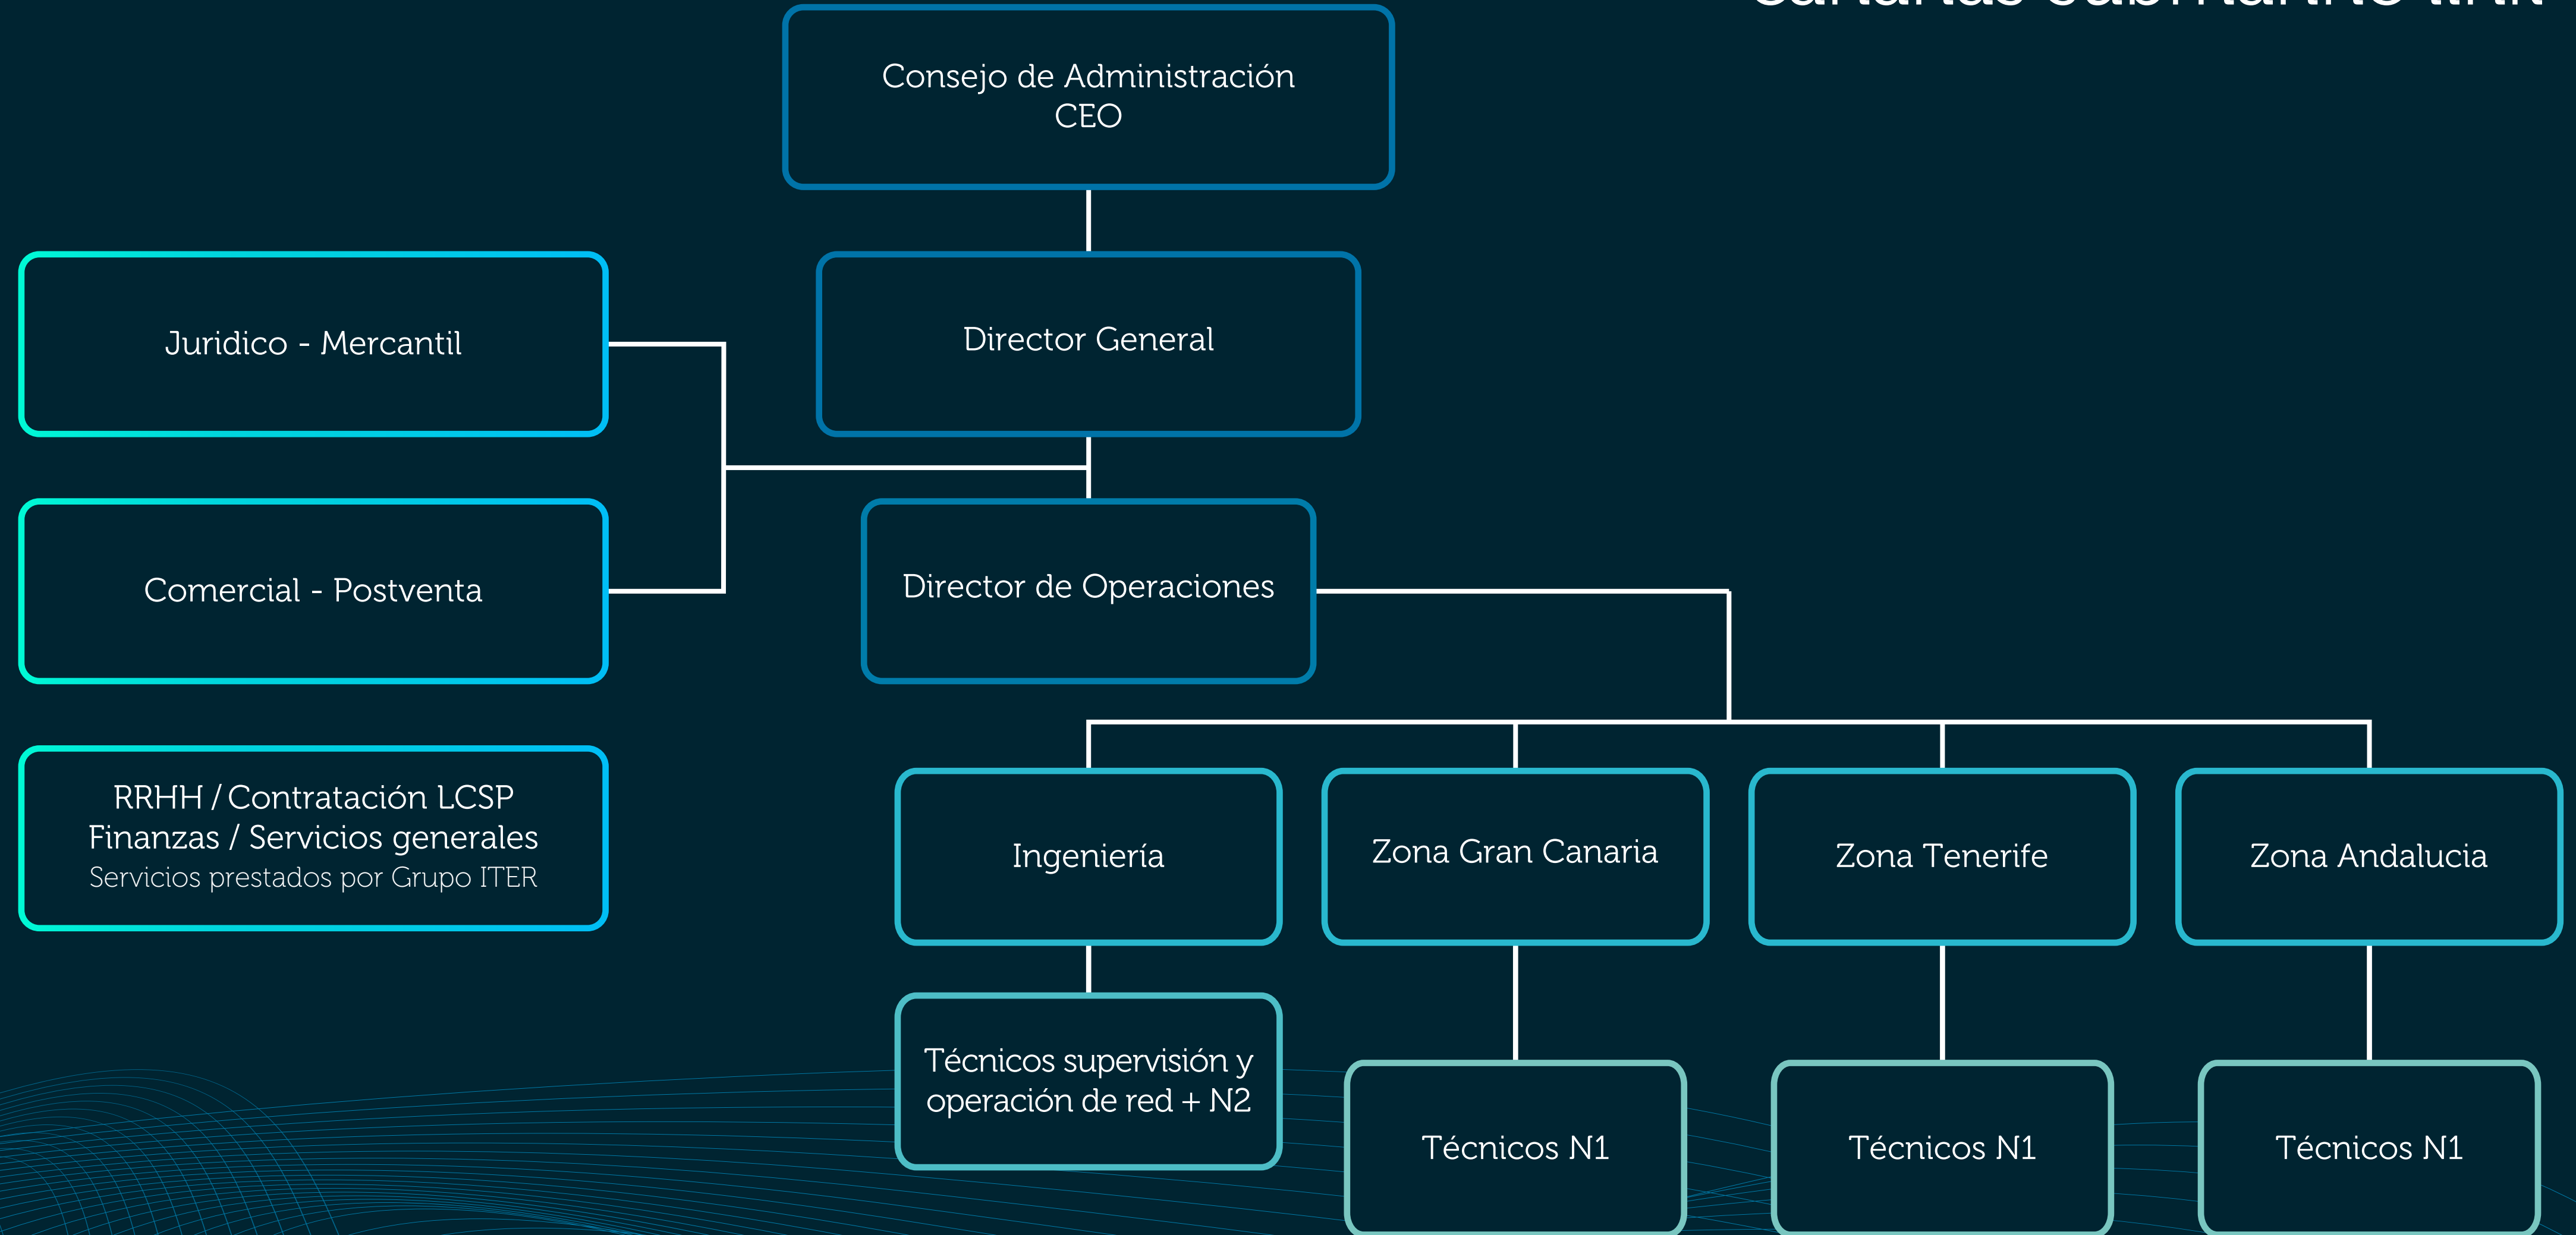 Consejo de Administración
CEO
Juridico - Mercantil
Director General
Comercial - Postventa
Director de Operaciones
RRHH / Contratación LCSP
Finanzas / Servicios generales
Servicios prestados por Grupo ITER
Ingeniería
Zona Gran Canaria
Zona Tenerife
Zona Andalucia
Técnicos supervisión y
operación de red + N2
Técnicos N1
Técnicos N1
Técnicos N1